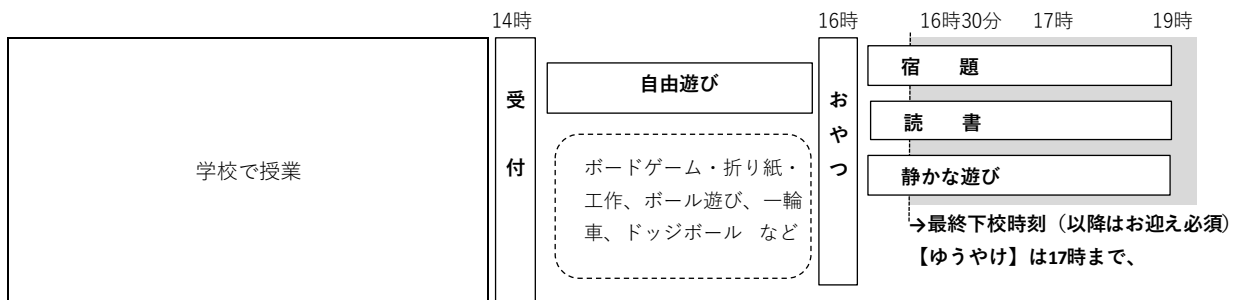 14時
16時
16時30分
17時
19時
学校で授業
受付
自由遊び
ボードゲーム・折り紙・
工作、ボール遊び、一輪
車、ドッジボール　など
おやつ
宿　題
読　書
静かな遊び
→最終下校時刻（以降はお迎え必須）
【ゆうやけ】は17時まで、